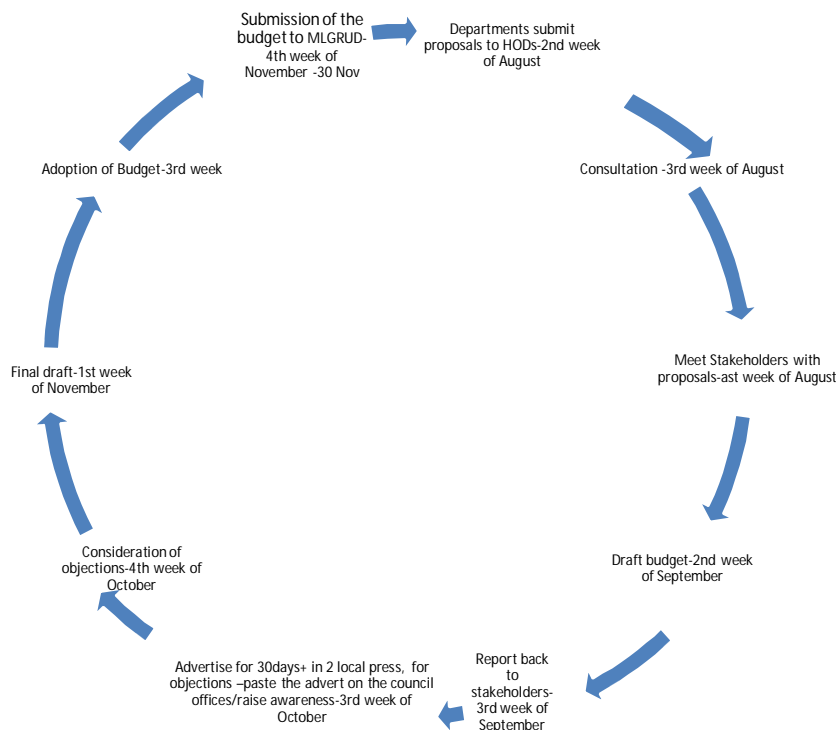 Submission of the
budget to MLGRUD-
4th week of
November -30 Nov
Departments submit
proposals to HODs-2nd week
of August
Consultation -3rd week of August
Meet Stakeholders with
proposals-ast week of August
Draft budget-2nd week
of September
Report back
to
stakeholders-
3rd week of
September
Advertise for 30days+ in 2 local press, for
objections –paste the advert on the council
offices/raise awareness-3rd week of
October
Consideration of
objections-4th week of
October
Final draft-1st week
of November
Adoption of Budget-3rd week